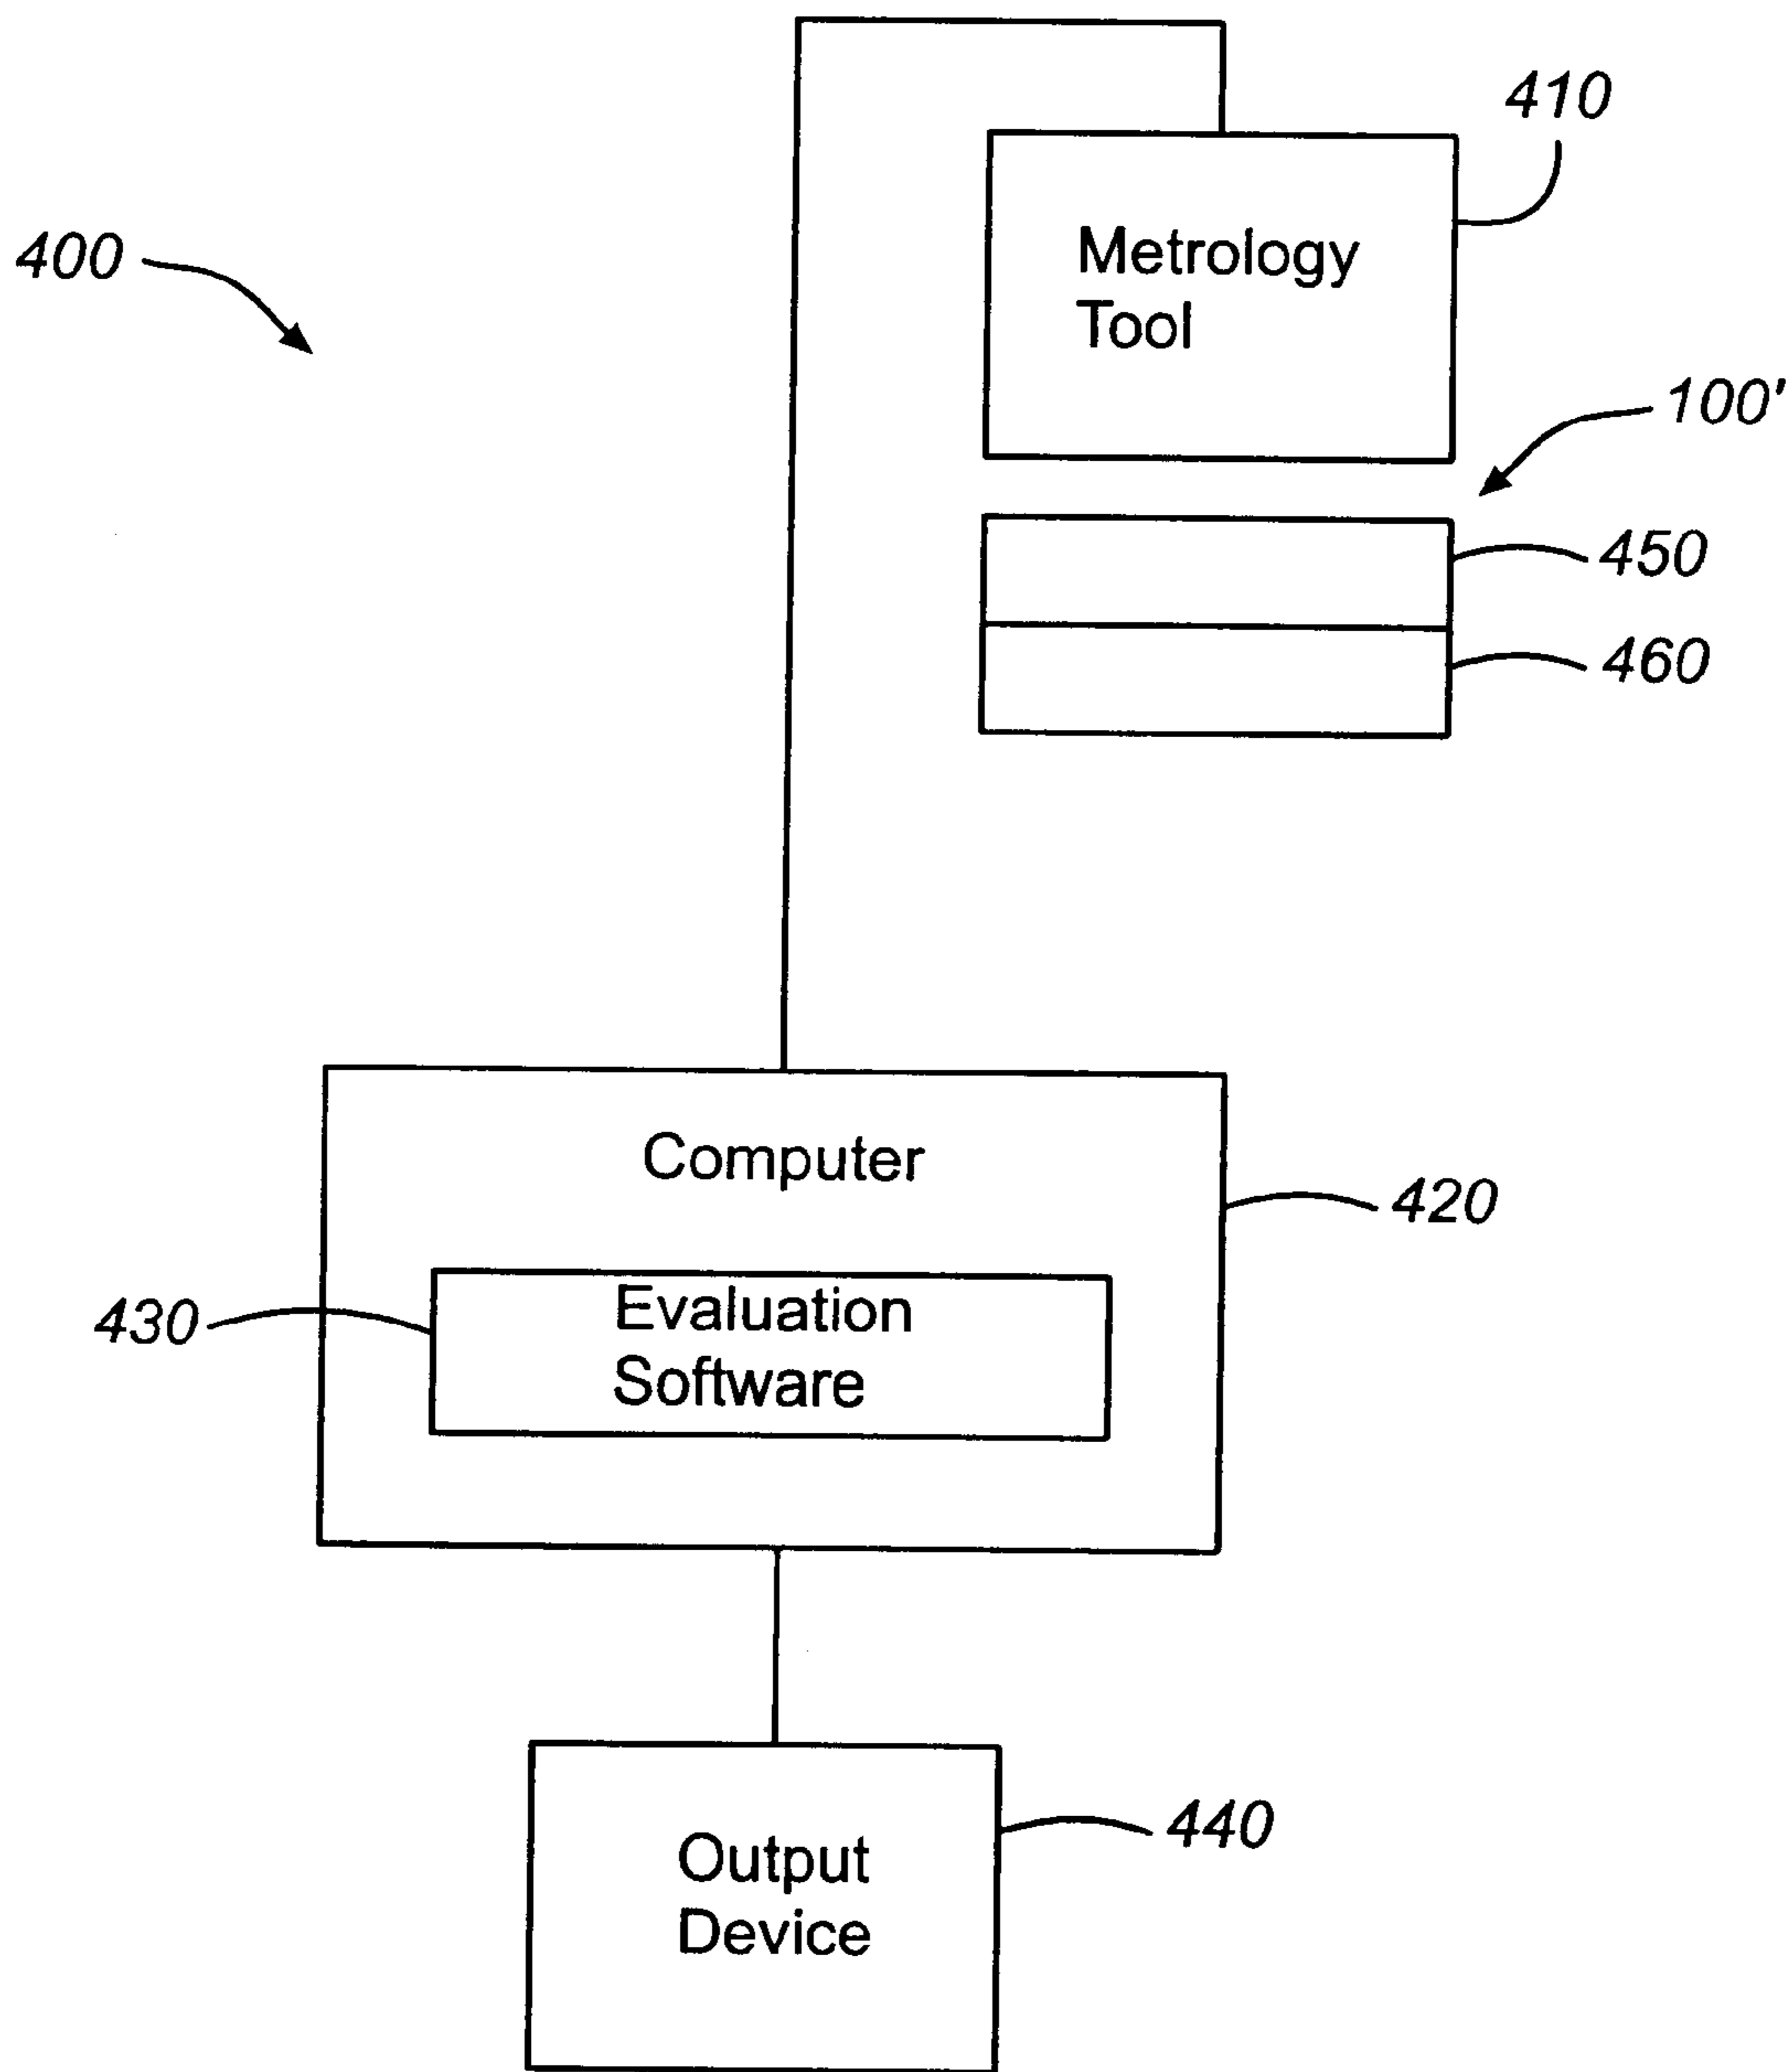 410
400
Metrology
Tool
100'
450
460
Computer
420
430
Evaluation
Software
440
Output
Device